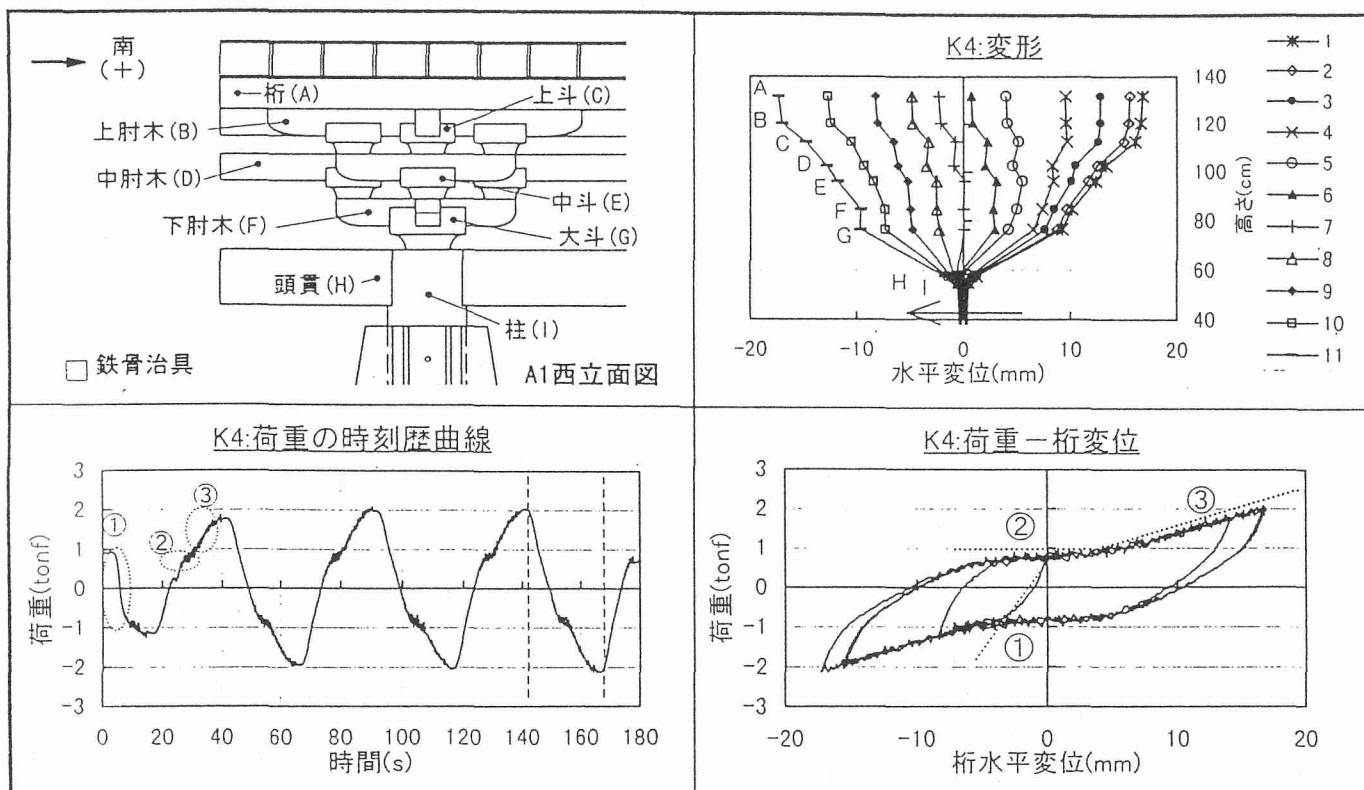 南
(+)
桁(A)
上斗(C)
上肘木(B)
中肘木(D)
中斗(E)
下肘木(F)
大斗(G)
頭貫(H)
柱(I)
鉄骨治具
A1西立面図
K4:変形
A
B
C
D
E
F
G
H I
140
120
100
80
60
40
高さ(cm)
-20 -10 0 10 20
水平変位(mm)
1
2
3
4
5
6
7
8
9
10
11
K4:荷重の時刻歴曲線
① ② ③
3
2
1
0
-1
-2
-3
荷重(tonf)
0 20 40 60 80 100 120 140 160 180
時間(s)
K4:荷重－桁変位
② ③
①
3
2
1
0
-1
-2
-3
荷重(tonf)
-20 -10 0 10 20
桁水平変位(mm)